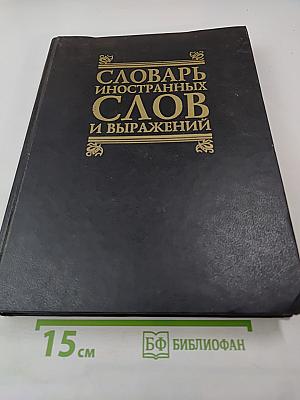 СЛОВАРЬ
ИНОСТРАННЫХ
СЛОВ
И ВЫРАЖЕНИЙ
15 см
БФ БИБЛИОФАН